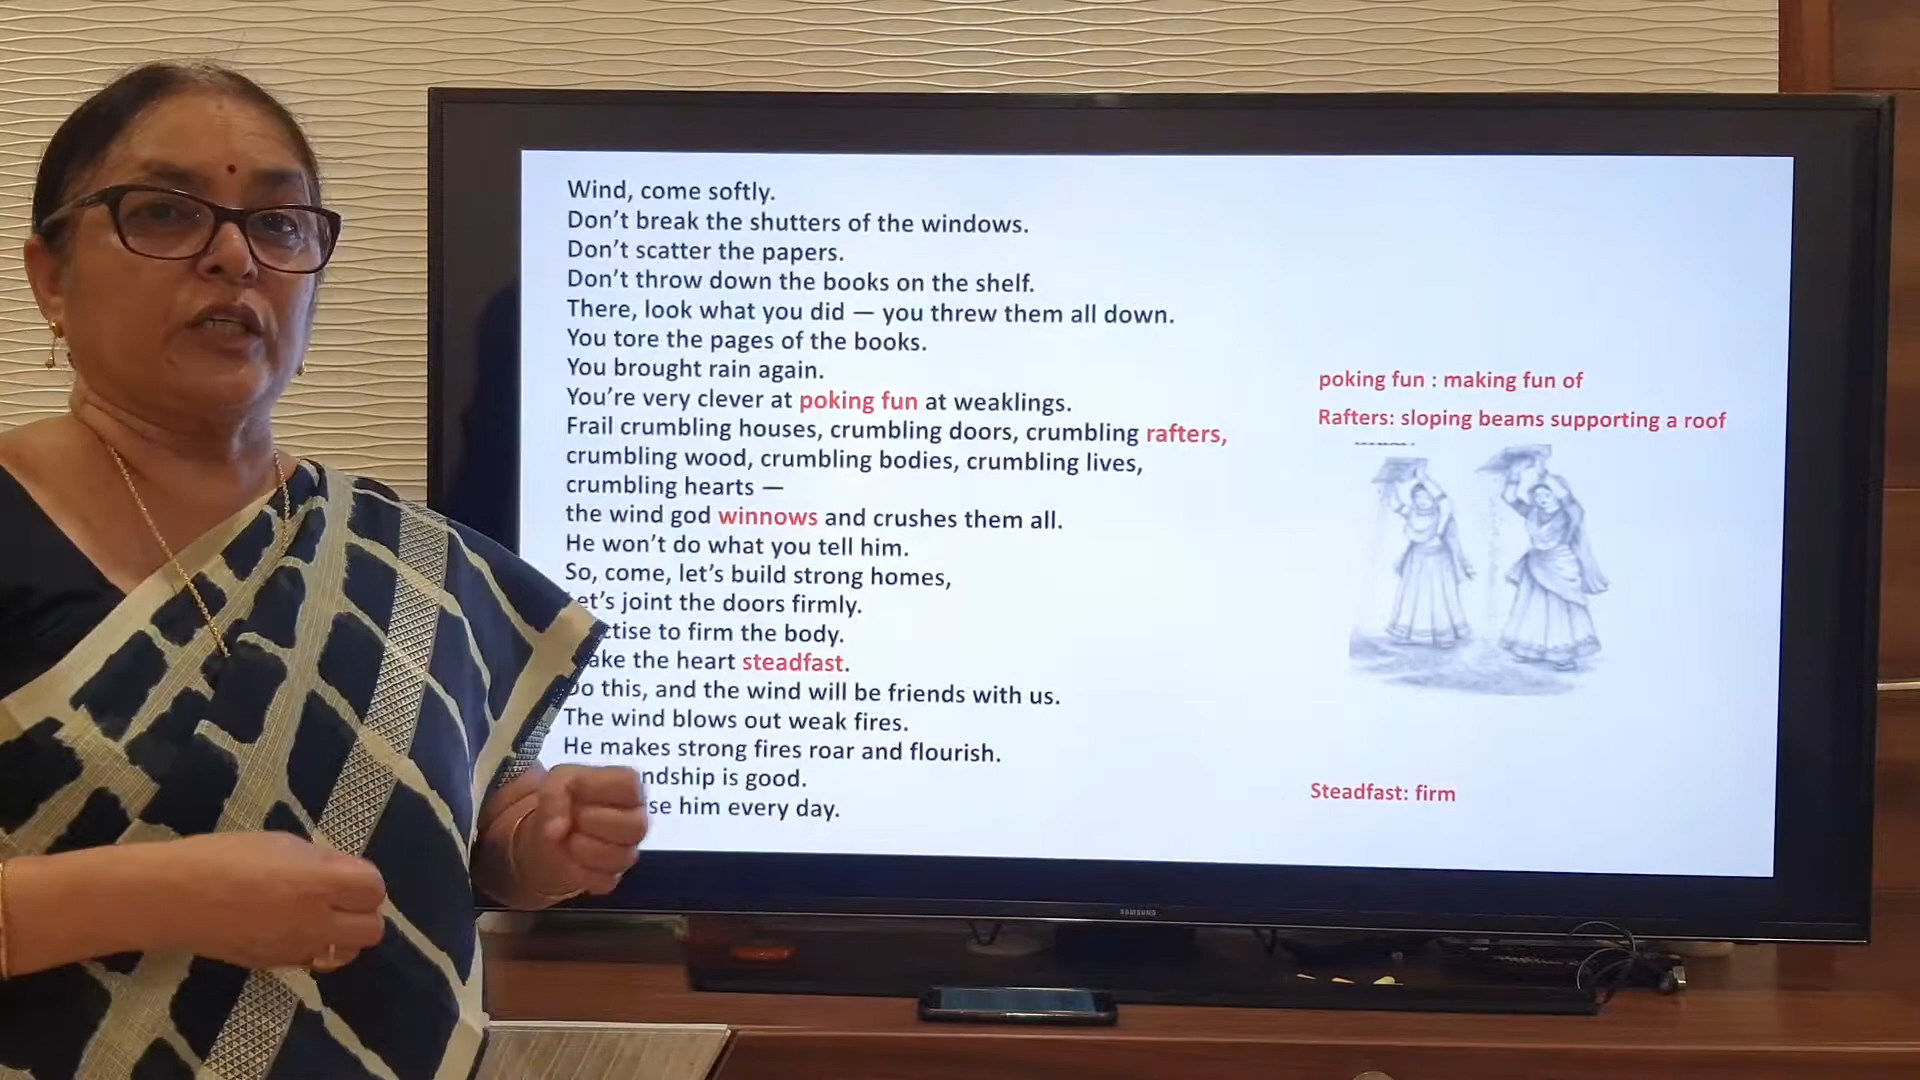 Wind, come softly.
Don’t break the shutters of the windows.
Don’t scatter the papers.
Don’t throw down the books on the shelf.
There, look what you did — you threw them all down.
You tore the pages of the books.
You brought rain again.
You’re very clever at poking fun at weaklings.
Frail crumbling houses, crumbling doors, crumbling rafters,
crumbling wood, crumbling bodies, crumbling lives,
crumbling hearts —
the wind god winnows and crushes them all.
He won’t do what you tell him.
So, come, let’s build strong homes,
joint the doors firmly.
to firm the body.
the heart steadfast.
Do this, and the wind will be friends with us.
The wind blows out weak fires.
He makes strong fires roar and flourish.
is good.
him every day.
poking fun : making fun of
Rafters: sloping beams supporting a roof
Steadfast: firm
SAMSUNG